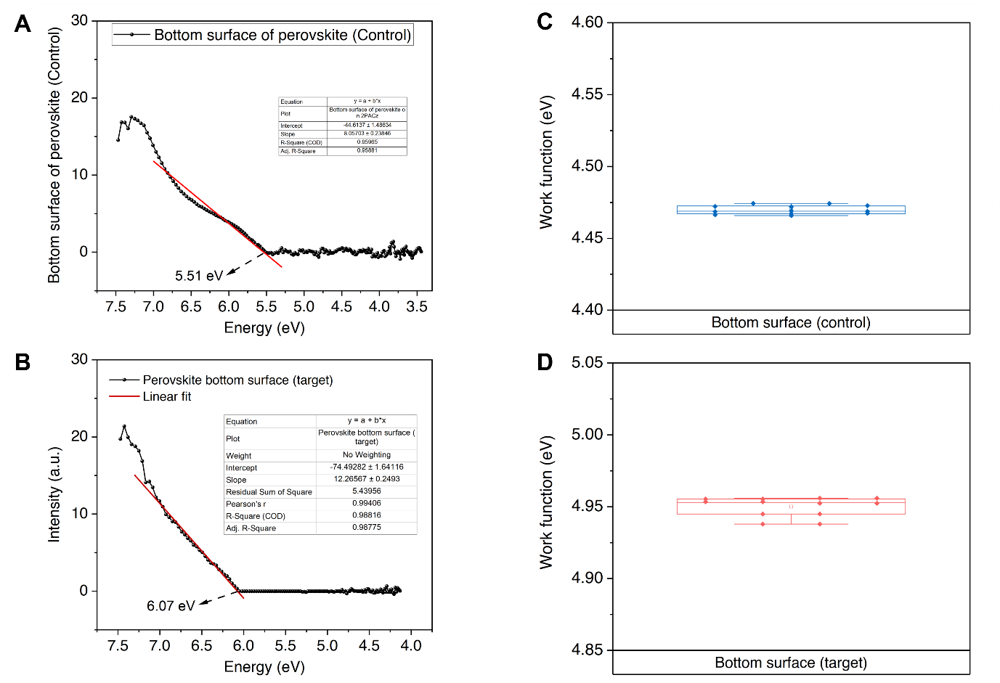 A
Bottom surface of perovskite (Control)
30
20
10
0
Bottom surface of perovskite (Control)
Equation y = a + b*x
Plot Bottom surface of perovskite o
n 2PACz
Intercept -44.6137 ± 1.48634
Slope 8.05703 ± 0.23846
R-Square (COD) 0.95965
Adj. R-Square 0.95881
5.51 eV
7.5 7.0 6.5 6.0 5.5 5.0 4.5 4.0 3.5
Energy (eV)
B
Intensity (a.u.)
30
20
10
0
Perovskite bottom surface (target)
Linear fit
Equation y = a + b*x
Plot Perovskite bottom surface (
target)
Weight No Weighting
Intercept -74.49282 ± 1.64116
Slope 12.26567 ± 0.2493
Residual Sum of Square 5.43956
Pearson's r 0.99406
R-Square (COD) 0.98816
Adj. R-Square 0.98775
6.07 eV
7.5 7.0 6.5 6.0 5.5 5.0 4.5 4.0
Energy (eV)
C
Work function (eV)
4.60
4.55
4.50
4.45
4.40
Bottom surface (control)
D
Work function (eV)
5.05
5.00
4.95
4.90
4.85
Bottom surface (target)